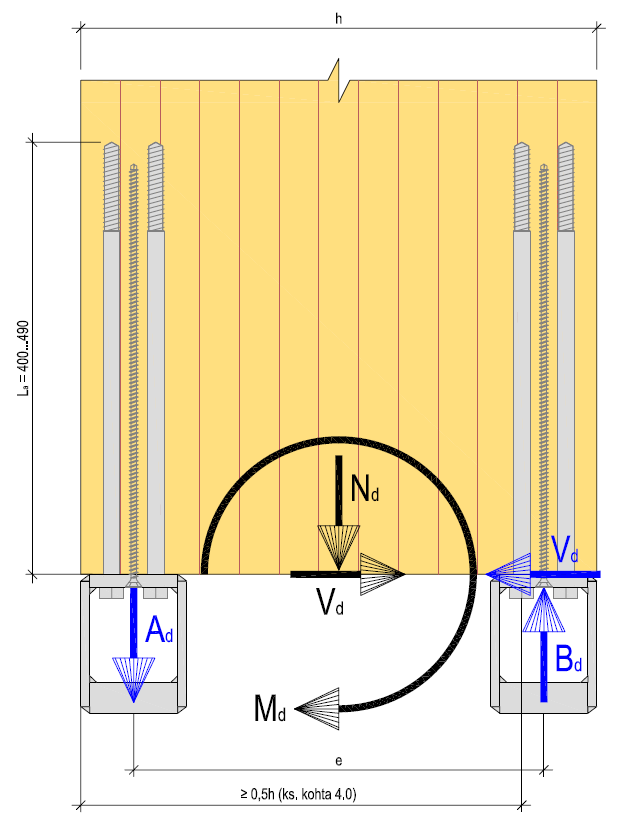 h
Lₐ = 400...490
Nd
Vd
Vd
Ad
Bd
Md
e
≥ 0,5h (ks, kohta 4.0)